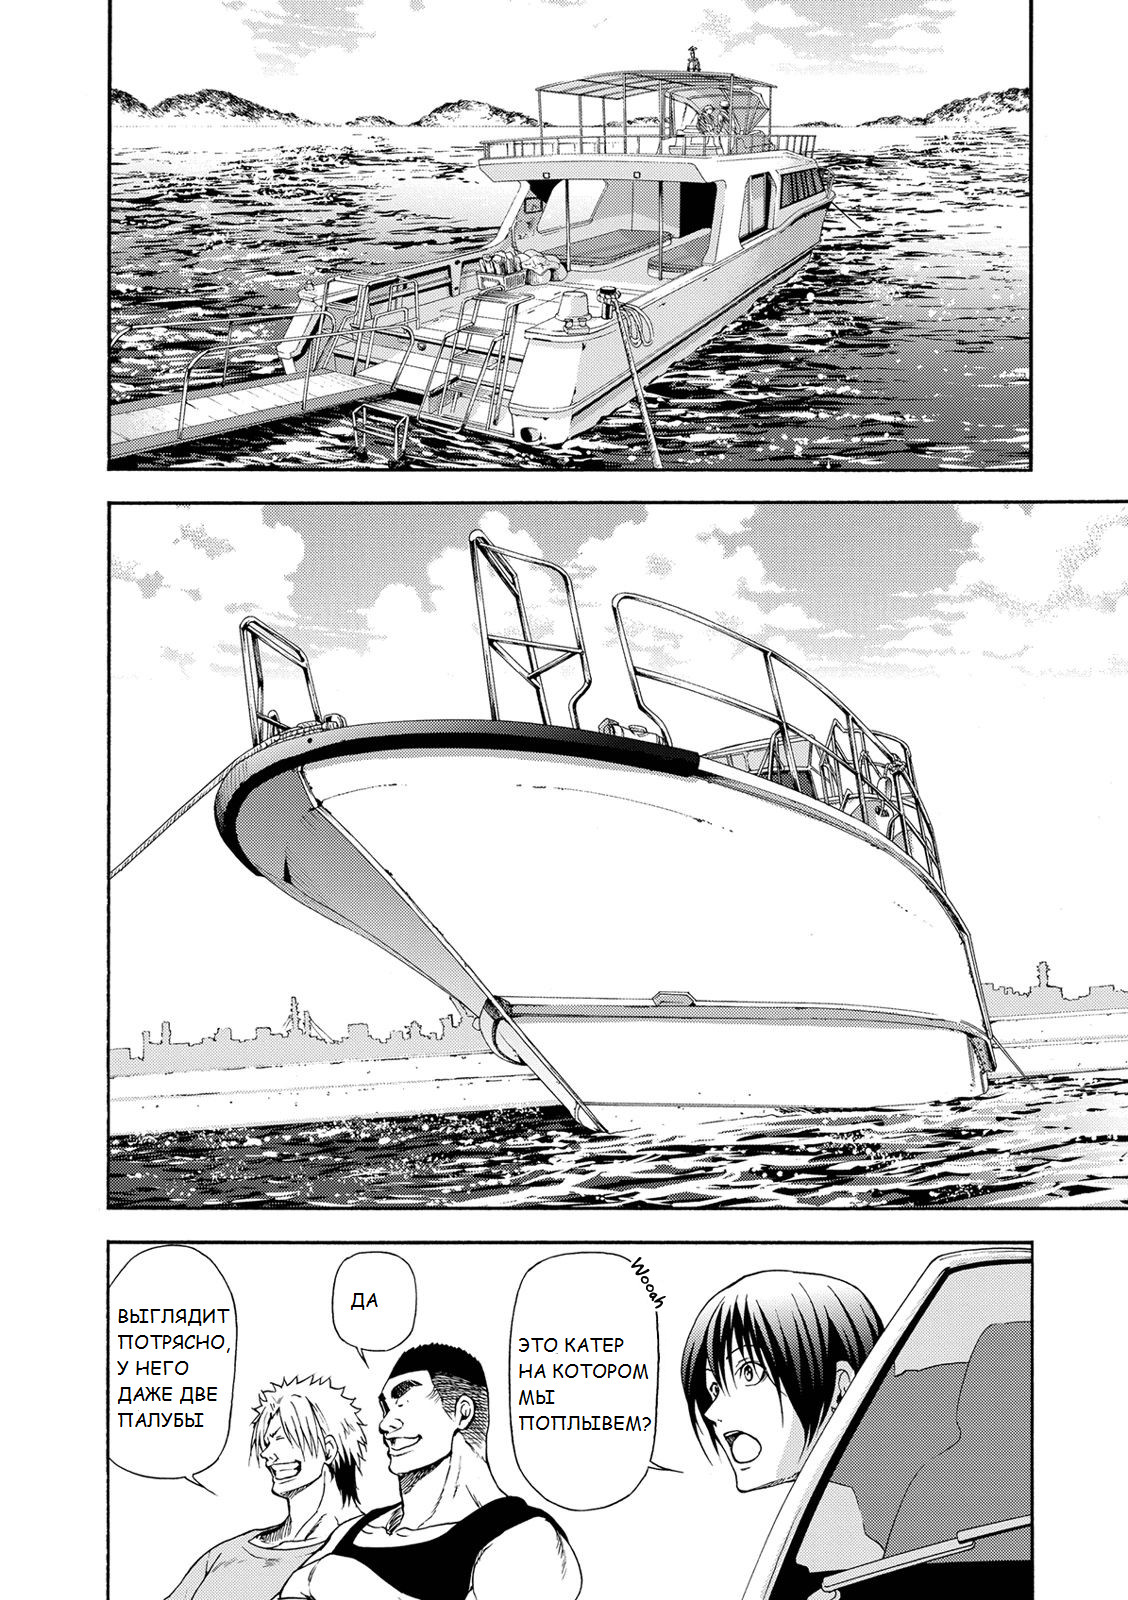 Wooah
ЭТО КАТЕР
НА КОТОРОМ
МЫ
ПОПЛЫВЕМ?
ДА
ВЫГЛЯДИТ
ПОТРЯСНО,
У НЕГО
ДАЖЕ ДВЕ
ПАЛУБЫ